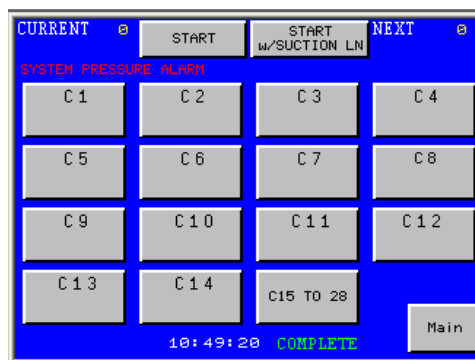 CURRENT 0 START START NEXT 0
w/SUCTION LN
SYSTEM PRESSURE ALARM
C1 C2 C3 C4
C5 C6 C7 C8
C9 C10 C11 C12
C13 C14 C15 TO 28
Main
10:49:20 COMPLETE